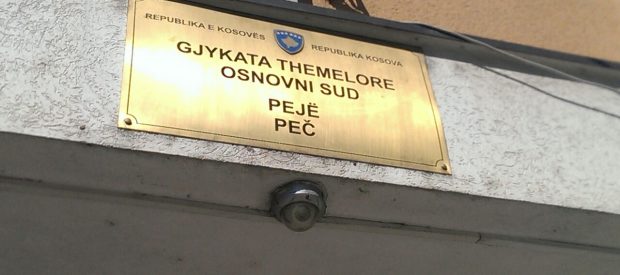 REPUBLIKA E KOSOVËS REPUBLIKA KOSOVA
GJYKATA THEMELORE
OSNOVNI SUD
PEJË
PEČ